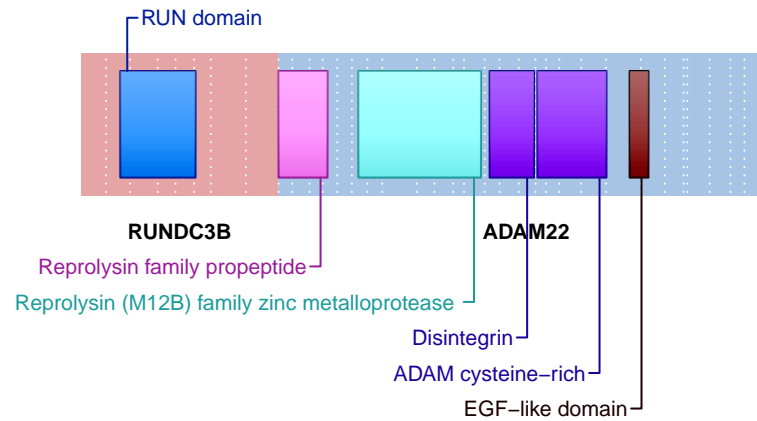 RUN domain
RUNDC3B
ADAM22
Reprolysin family propeptide
Reprolysin (M12B) family zinc metalloprotease
Disintegrin
ADAM cysteine−rich
EGF−like domain